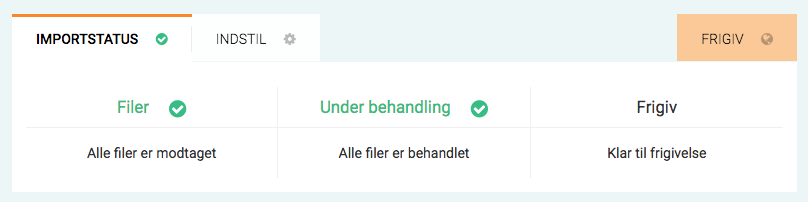 IMPORTSTATUS INDSTIL FRIGIV
Filer Under behandling Frigiv
Alle filer er modtaget Alle filer er behandlet Klar til frigivelse